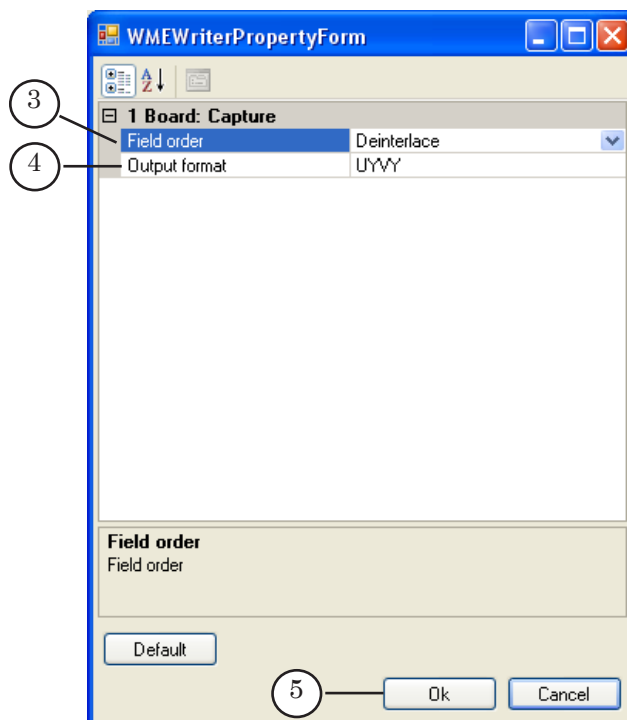 WMEWriterPropertyForm
A
Z
3
1 Board: Capture
Field order Deinterlace
4
Output format UYVY
Field order
Field order
Default
5
Ok Cancel